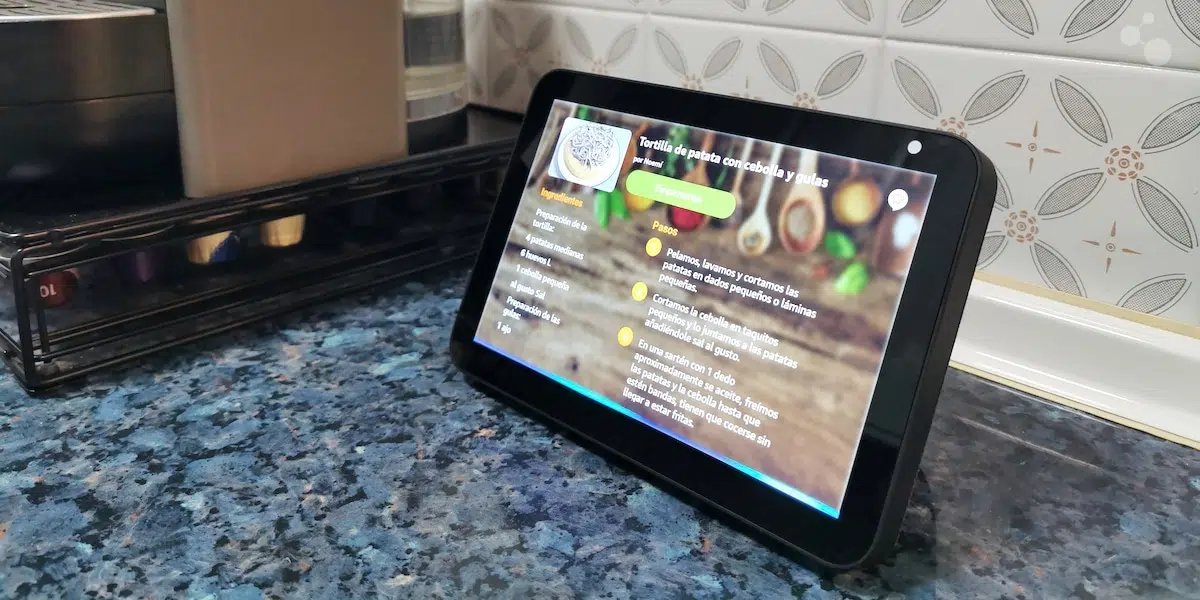 Tortilla de patata con cebolla y gulas
por Noemí
Ingredientes
Preparación de la
tortilla:
4 patatas medianas
6 huevos L
1 cebolla pequeña
al gusto Sal
Preparación de las
gulas:
1 ajo
Pasos
Pelamos, lavamos y cortamos las
patatas en dados pequeños o láminas
pequeñas.
Cortamos la cebolla en taquitos
pequeños y lo juntamos a las patatas
añadiéndole sal al gusto.
En una sartén con 1 dedo
aproximadamente se aceite, freímos
las patatas y la cebolla hasta que
estén bandas, tienen que cocerse sin
llegar a estar fritas.